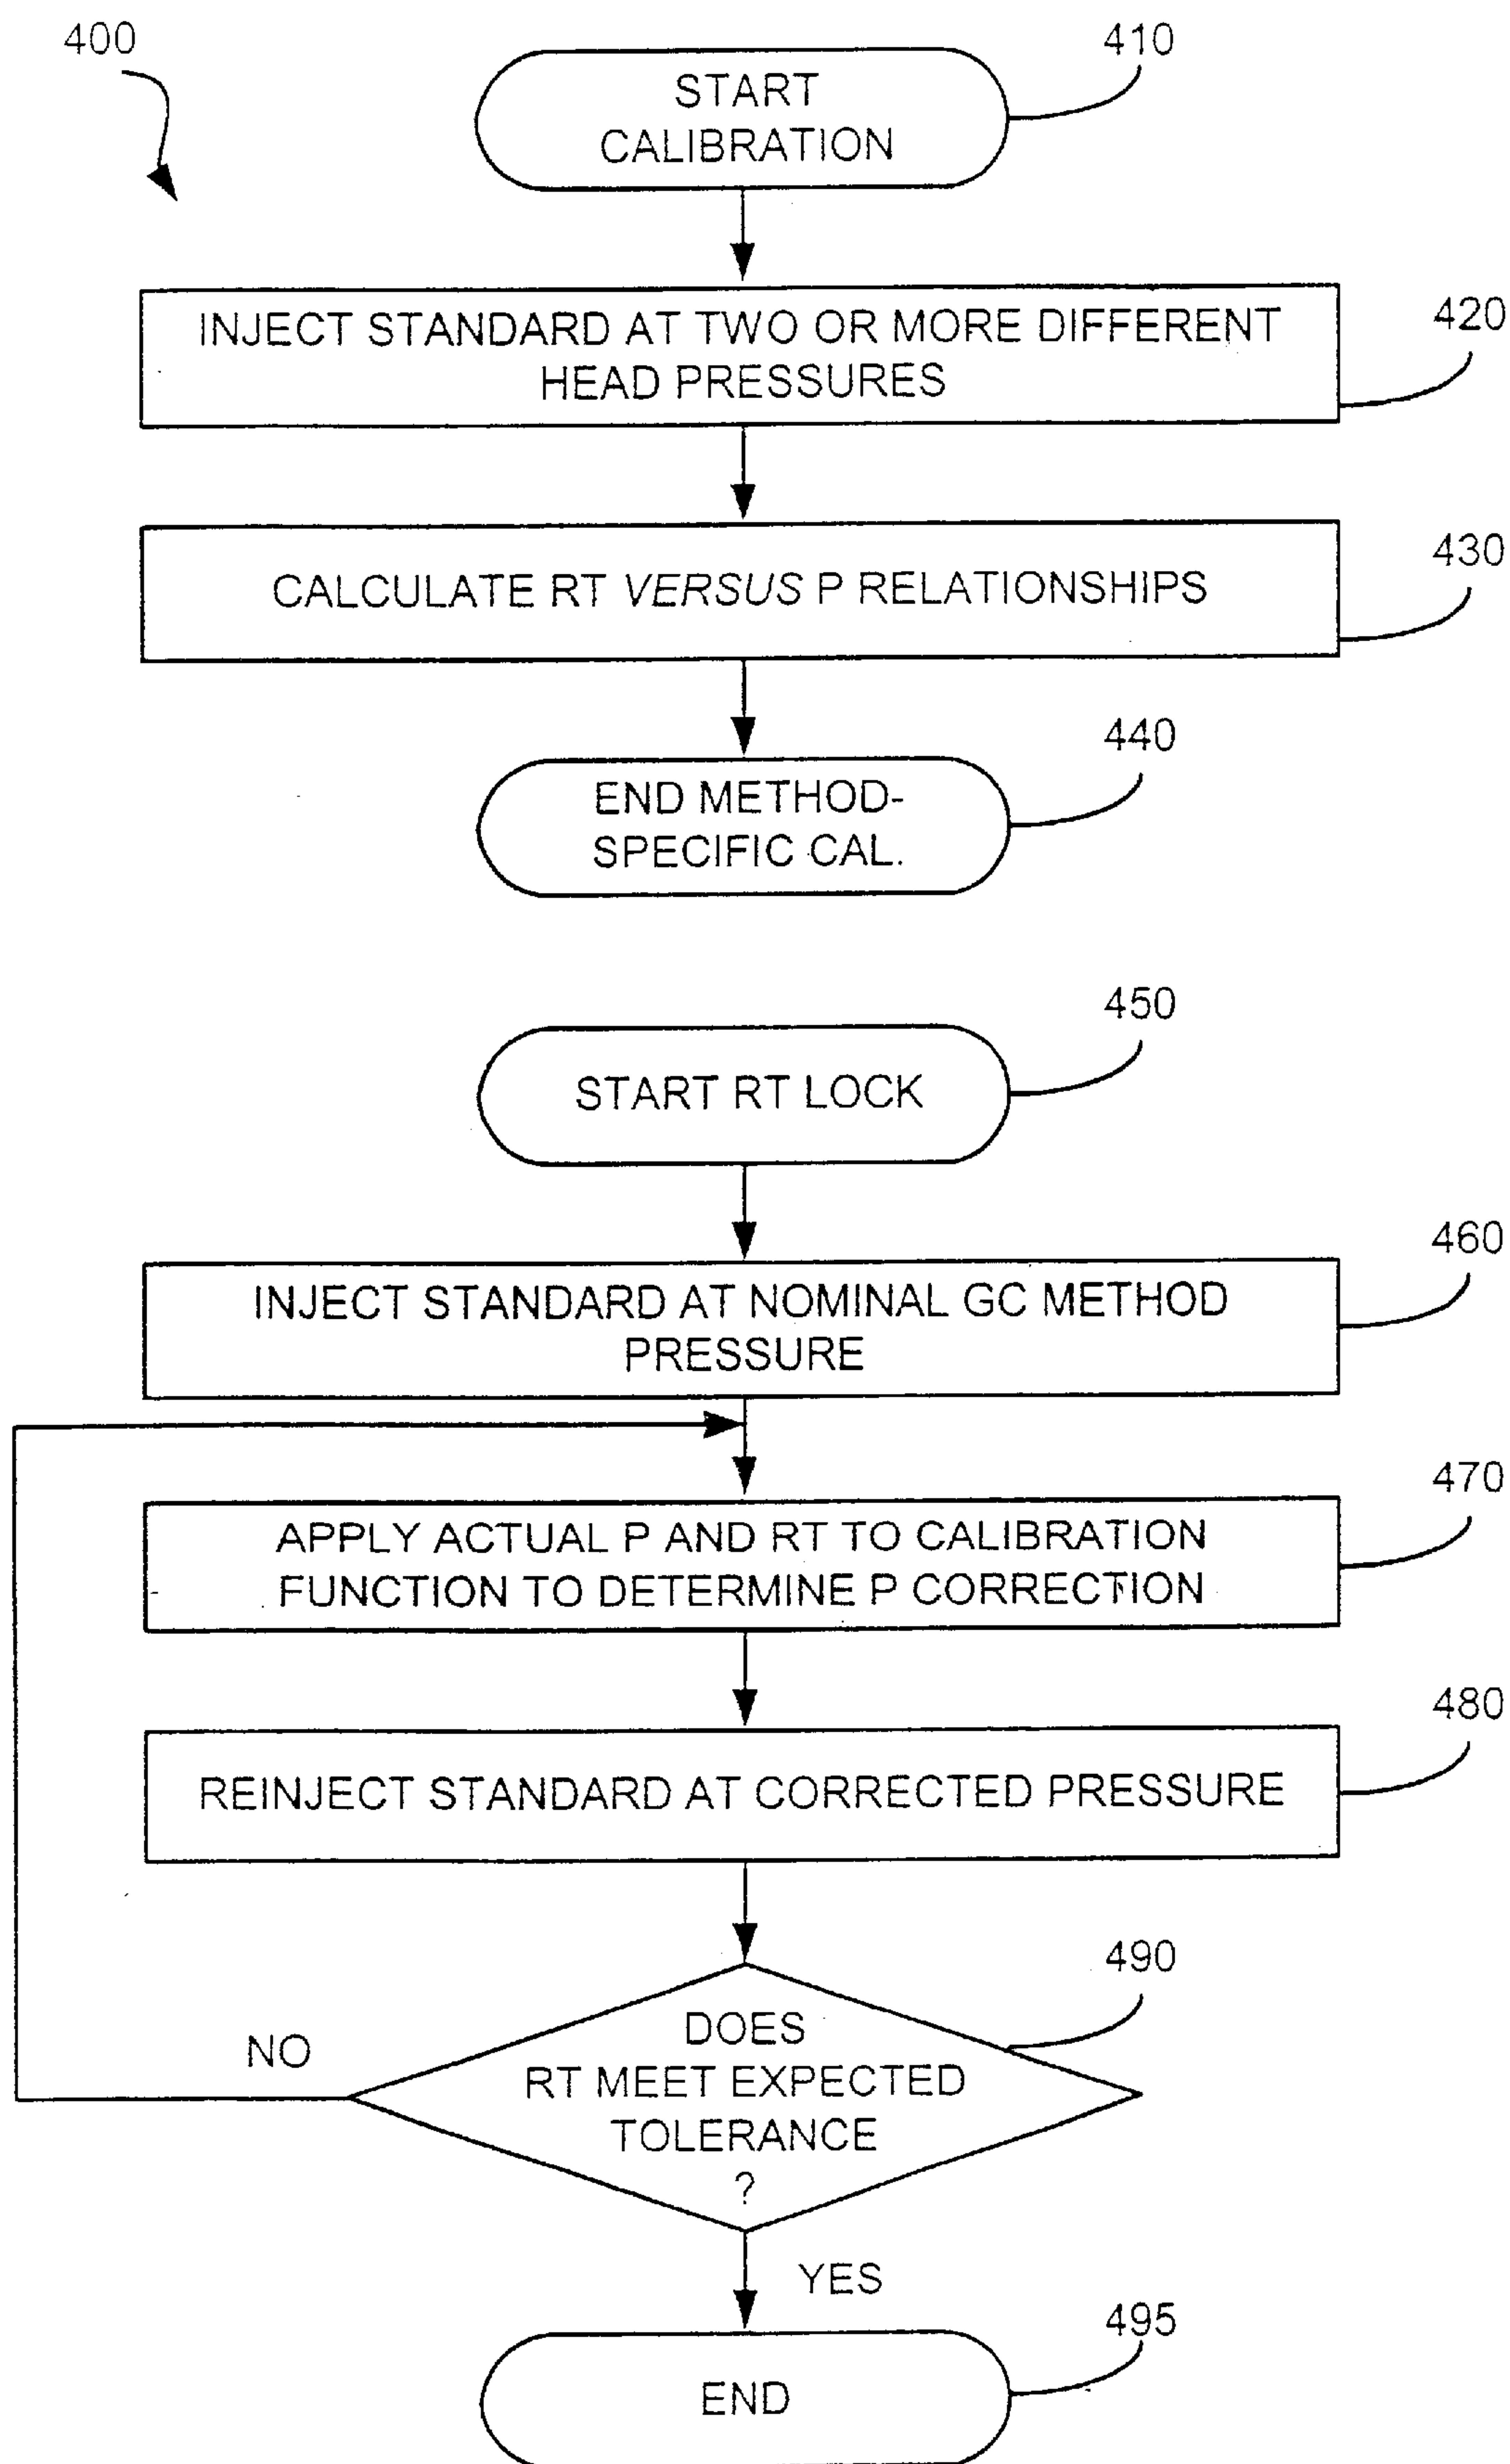 400
410
START
CALIBRATION
420
INJECT STANDARD AT TWO OR MORE DIFFERENT
HEAD PRESSURES
430
CALCULATE RT VERSUS P RELATIONSHIPS
440
END METHOD-
SPECIFIC CAL.
450
START RT LOCK
460
INJECT STANDARD AT NOMINAL GC METHOD
PRESSURE
470
APPLY ACTUAL P AND RT TO CALIBRATION
FUNCTION TO DETERMINE P CORRECTION
480
REINJECT STANDARD AT CORRECTED PRESSURE
490
DOES
RT MEET EXPECTED
TOLERANCE
?
NO
YES
495
END